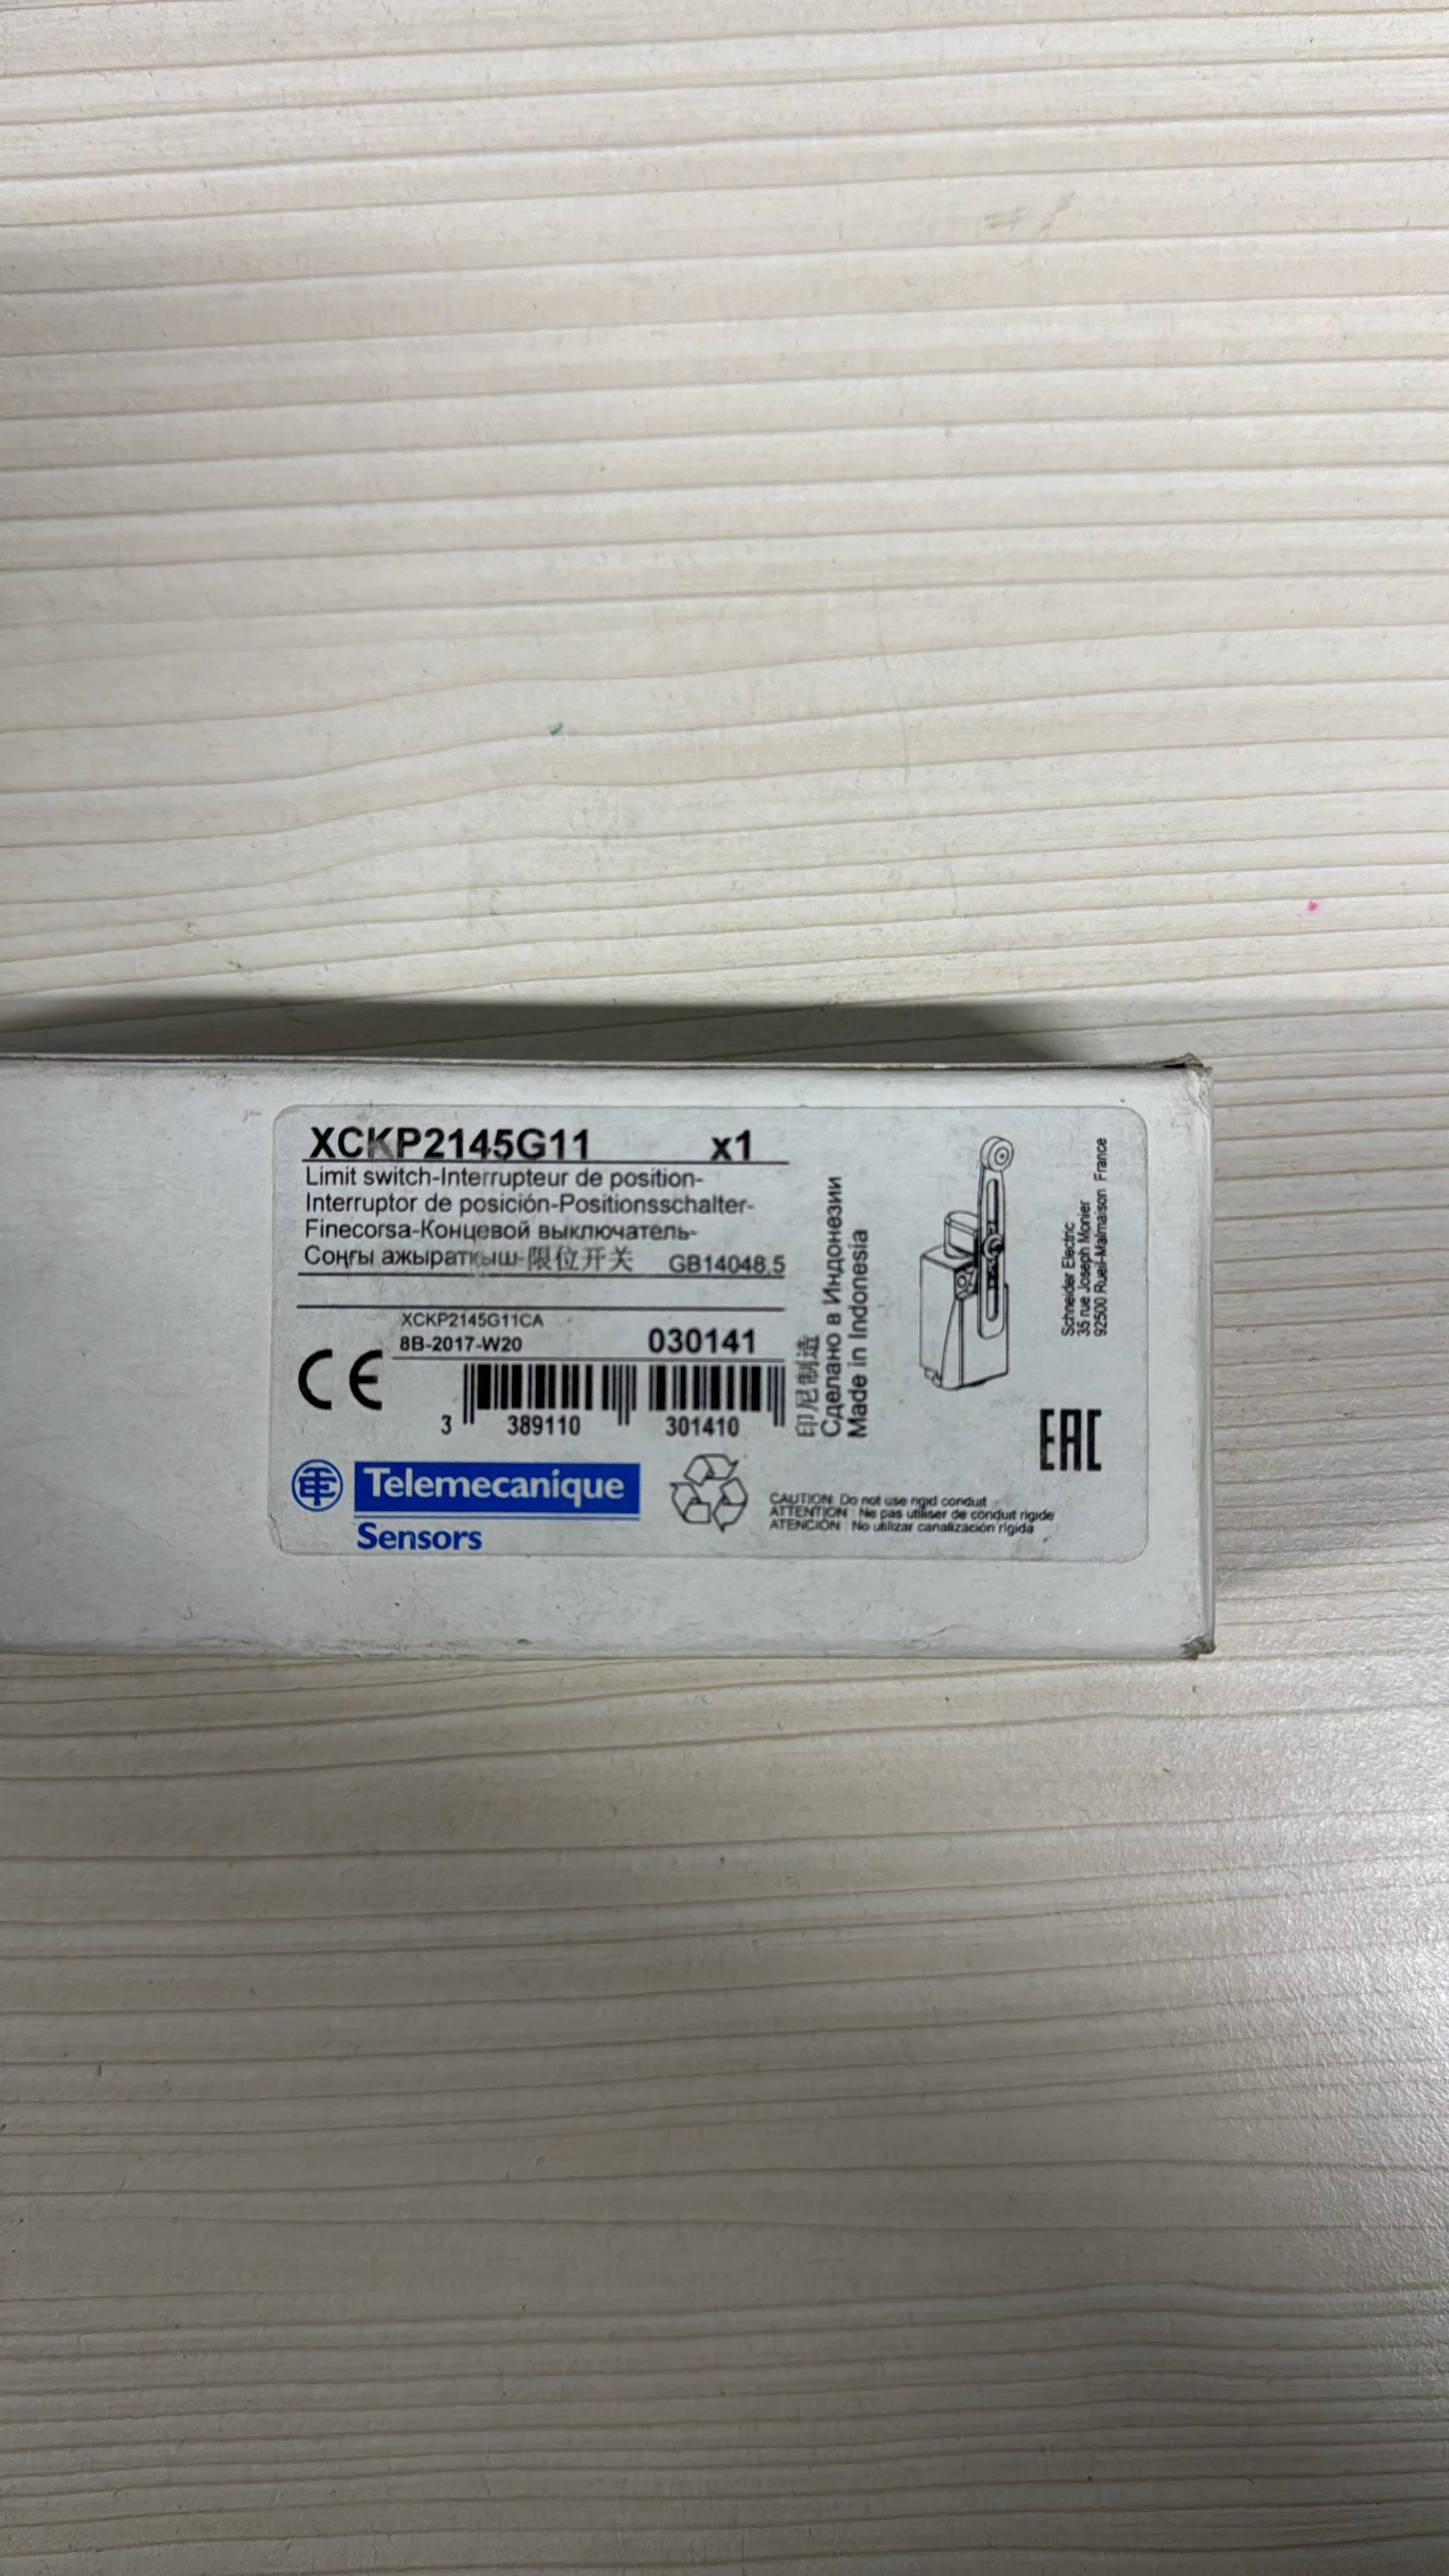 XCKP2145G11 x1
Limit switch-Interrupteur de position-
Interruptor de posición-Positionsschalter-
Finecorsa-Концевой выключатель-
Соңғы ажыратқыш-限位开关 GB14048.5
XCKP2145G11CA
8B-2017-W20 030141
CE
3 389110 301410
Telemecanique
Sensors
印尼制造
Сделано в Индонезии
Made in Indonesia
Schneider Electric
35 rue Joseph Monier
92500 Rueil-Malmaison France
EAC
CAUTION: Do not use rigid conduit
ATTENTION : Ne pas utiliser de conduit rigide
ATENCIÓN : No utilizar canalización rígida